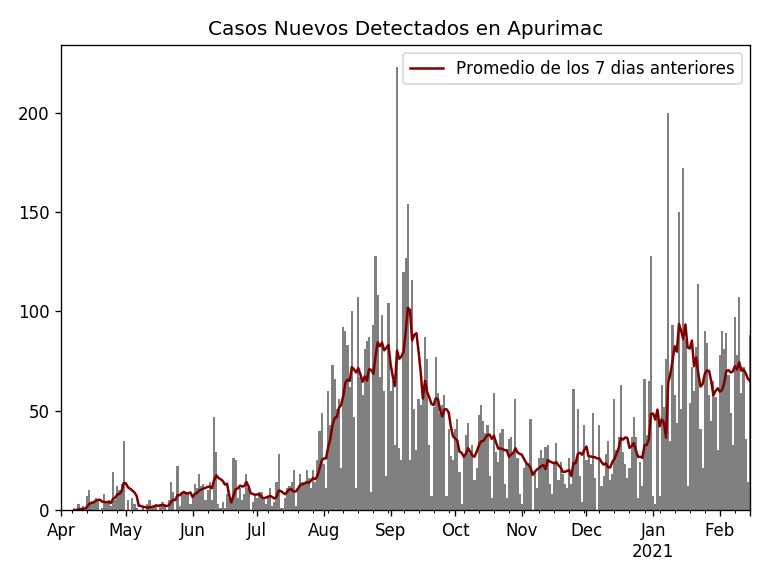 Casos Nuevos Detectados en Apurimac
Promedio de los 7 dias anteriores
200
150
100
50
0
Apr May Jun Jul Aug Sep Oct Nov Dec Jan Feb
2021